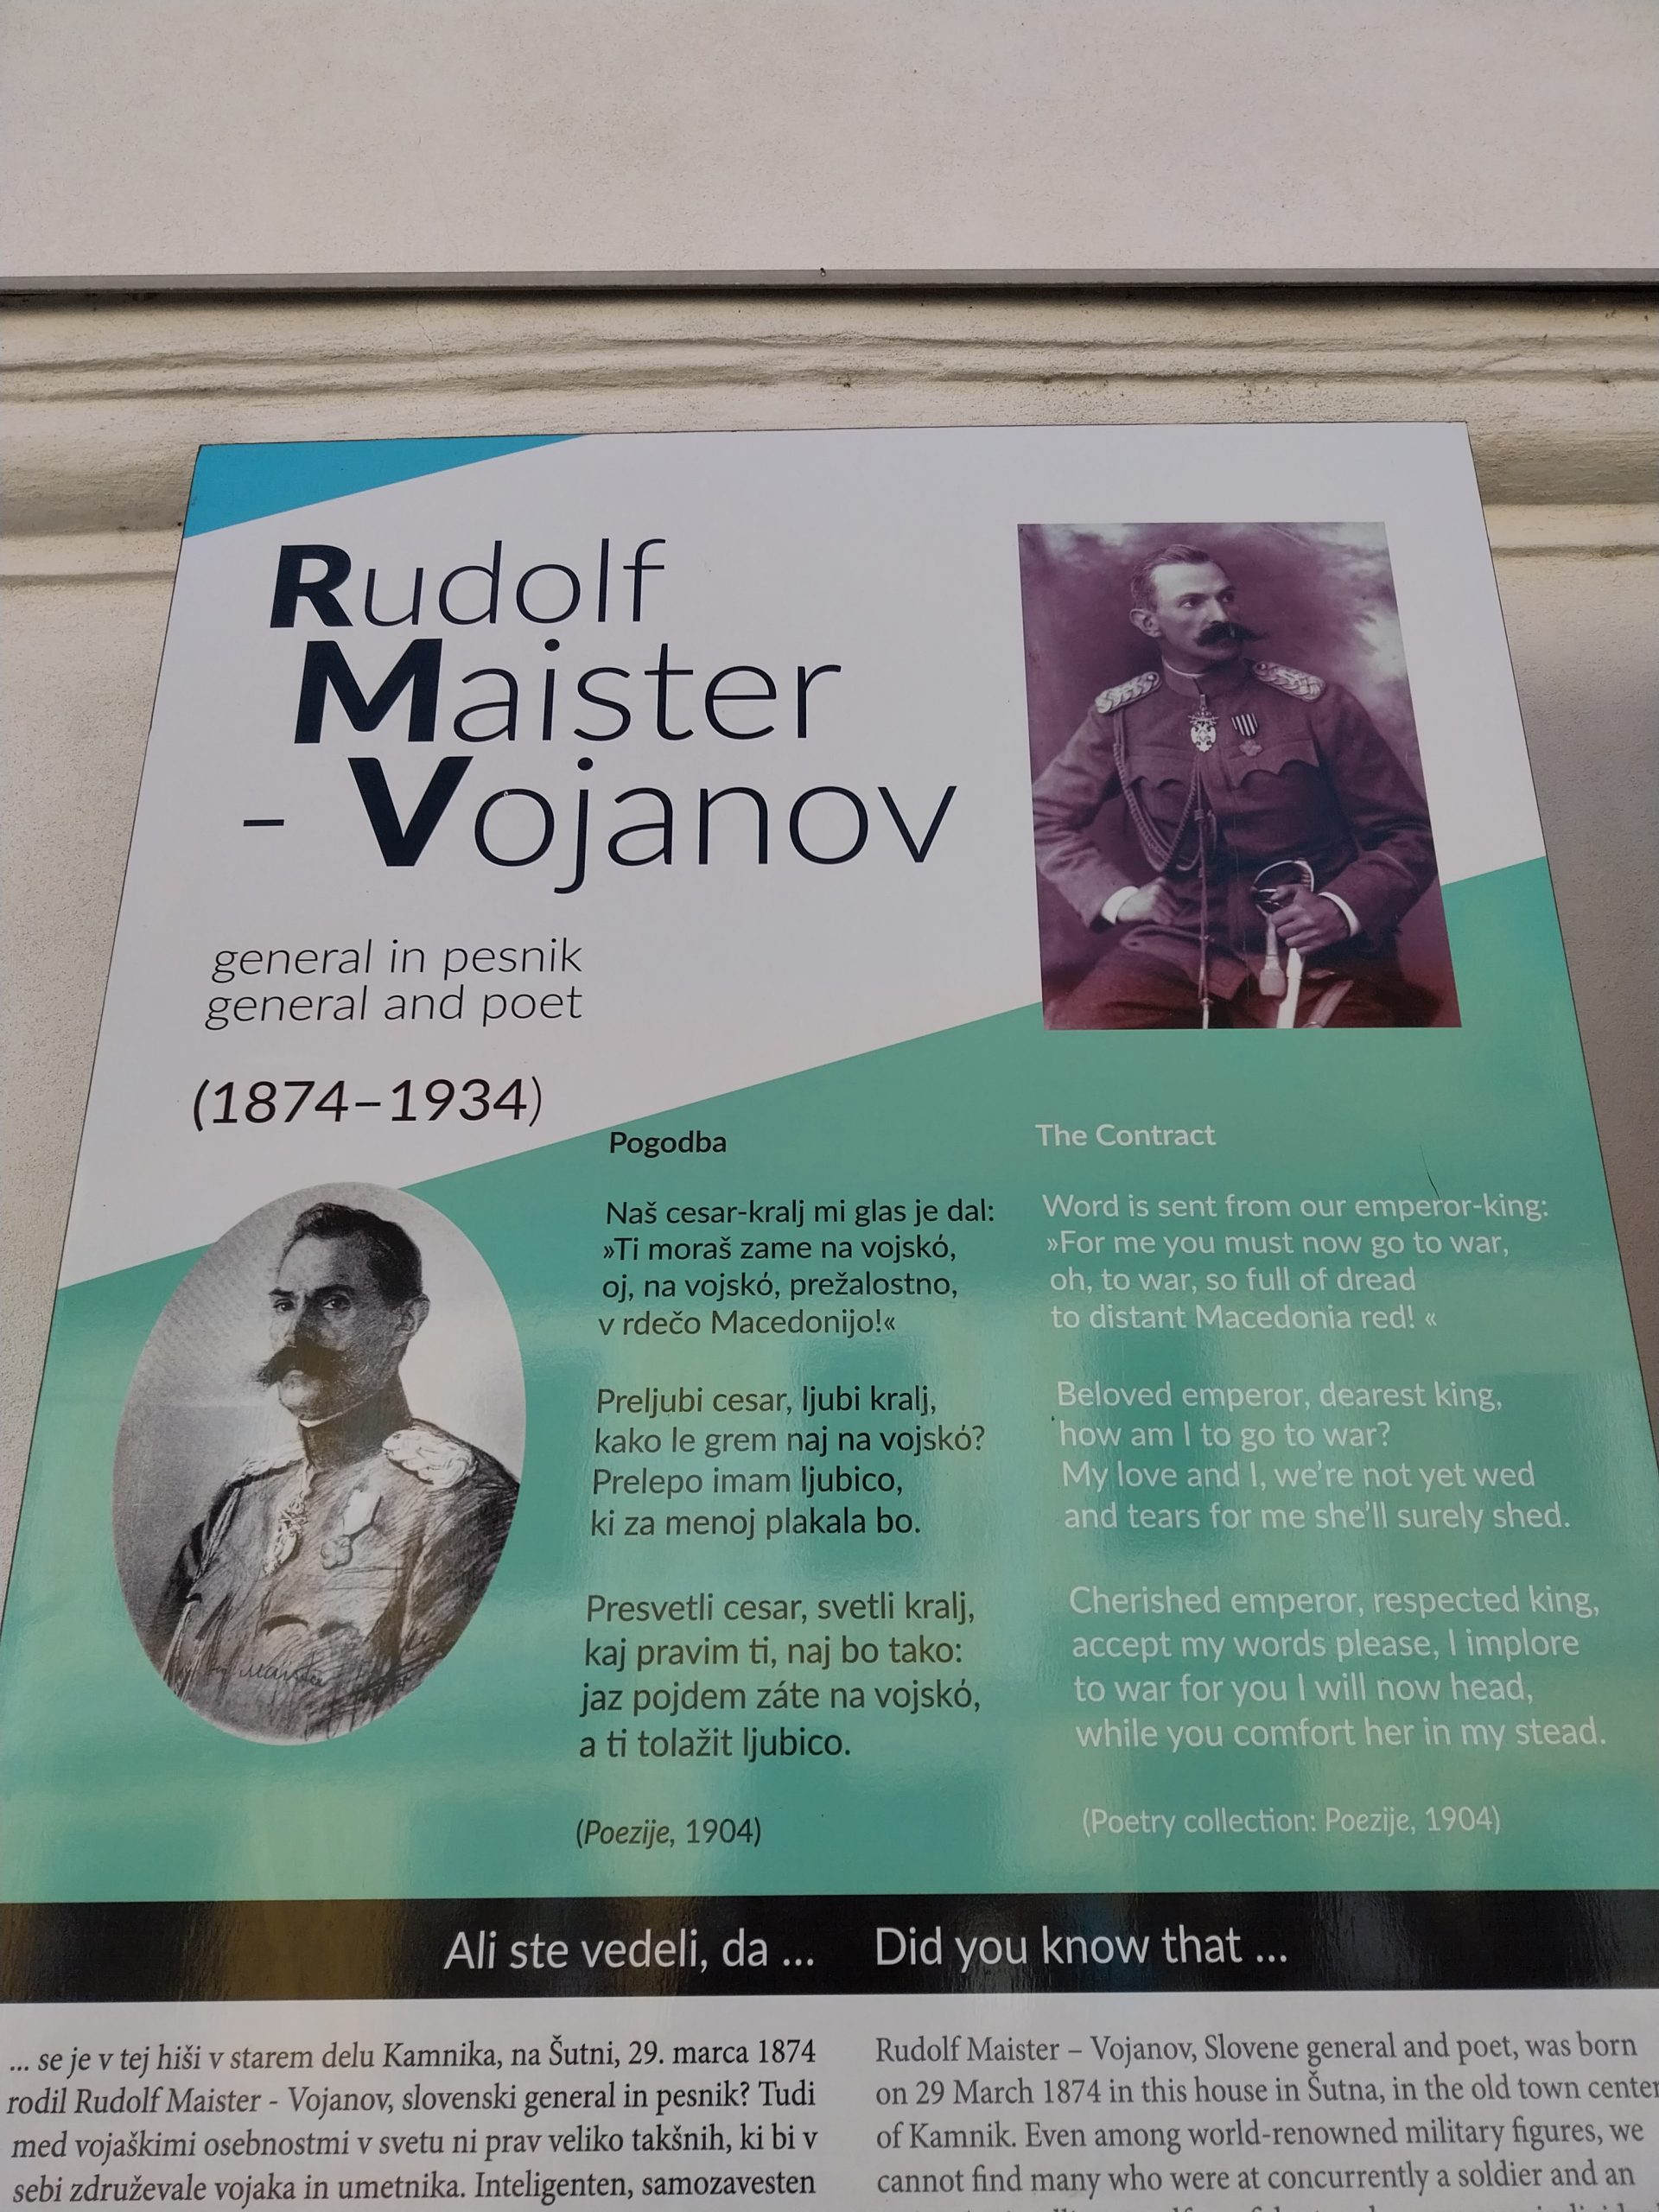 Rudolf
Maister
- Vojanov
general in pesnik
general and poet
(1874–1934)
Pogodba
Naš cesar-kralj mi glas je dal:
»Ti moraš zame na vojskó,
oj, na vojskó, prežalostno,
v rdečo Macedonijo!«
Preljubi cesar, ljubi kralj,
kako le grem naj na vojskó?
Prelepo imam ljubico,
ki za menoj plakala bo.
Presvetli cesar, svetli kralj,
kaj pravim ti, naj bo tako:
jaz pojdem záte na vojskó,
a ti tolažit ljubico.
(Poezije, 1904)
The Contract
Word is sent from our emperor-king:
»For me you must now go to war,
oh, to war, so full of dread
to distant Macedonia red! «
Beloved emperor, dearest king,
how am I to go to war?
My love and I, we're not yet wed
and tears for me she'll surely shed.
Cherished emperor, respected king,
accept my words please, I implore
to war for you I will now head,
while you comfort her in my stead.
(Poetry collection: Poezije, 1904)
Ali ste vedeli, da ...
... se je v tej hiši v starem delu Kamnika, na Šutni, 29. marca 1874
rodil Rudolf Maister - Vojanov, slovenski general in pesnik? Tudi
med vojaškimi osebnostmi v svetu ni prav veliko takšnih, ki bi v
sebi združevale vojaka in umetnika. Inteligenten, samozavesten
Did you know that ...
Rudolf Maister – Vojanov, Slovene general and poet, was born
on 29 March 1874 in this house in Šutna, in the old town center
of Kamnik. Even among world-renowned military figures, we
cannot find many who were at concurrently a soldier and an